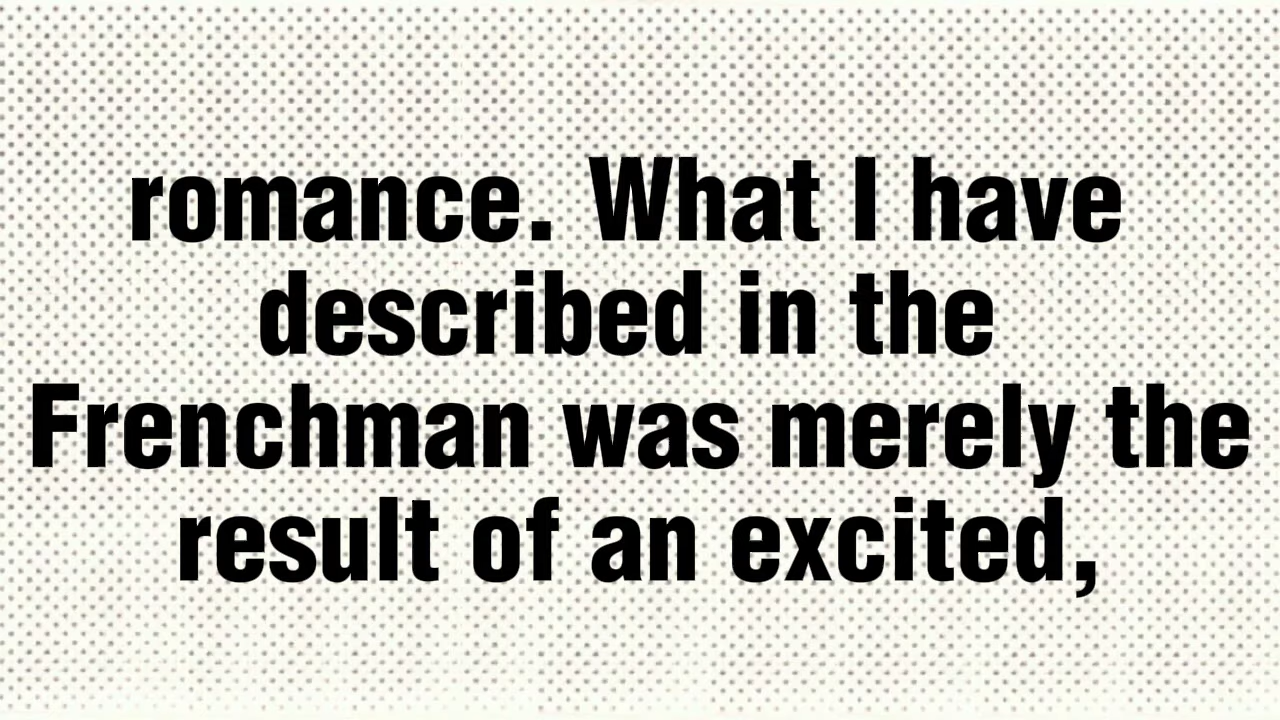 romance. What I have
described in the
Frenchman was merely the
result of an excited,